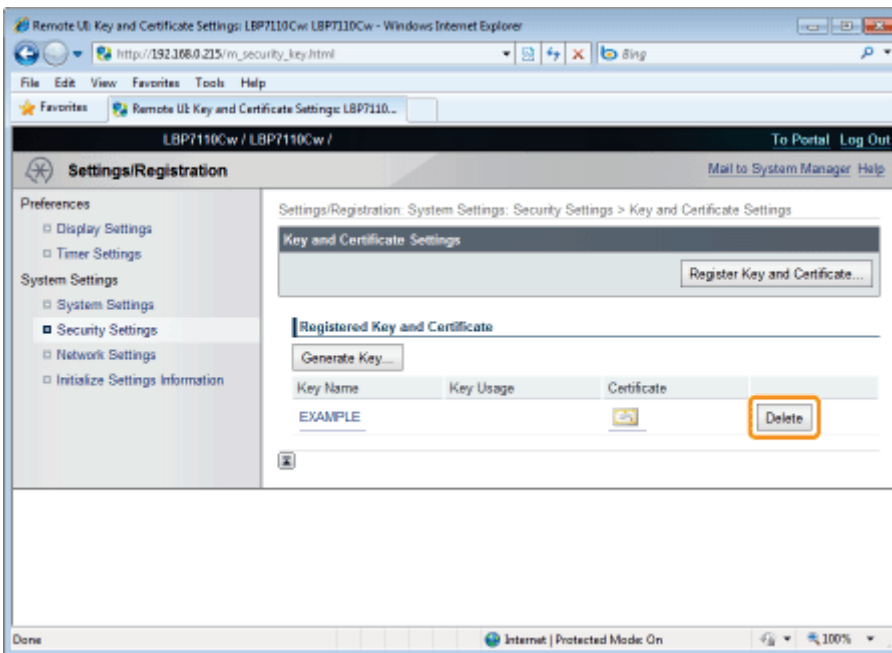 Remote UI: Key and Certificate Settings: LBP7110Cw: LBP7110Cw - Windows Internet Explorer
http://192.168.0.215/m_security_key.html
Bing
File Edit View Favorites Tools Help
Favorites Remote UI: Key and Certificate Settings: LBP7110...
LBP7110Cw / LBP7110Cw / To Portal Log Out
Settings/Registration Mail to System Manager Help
Preferences
Display Settings
Timer Settings
System Settings
System Settings
Security Settings
Network Settings
Initialize Settings Information
Settings/Registration: System Settings: Security Settings > Key and Certificate Settings
Key and Certificate Settings
Register Key and Certificate...
Registered Key and Certificate
Generate Key...
Key Name Key Usage Certificate
EXAMPLE Delete
Done Internet | Protected Mode: On 100%